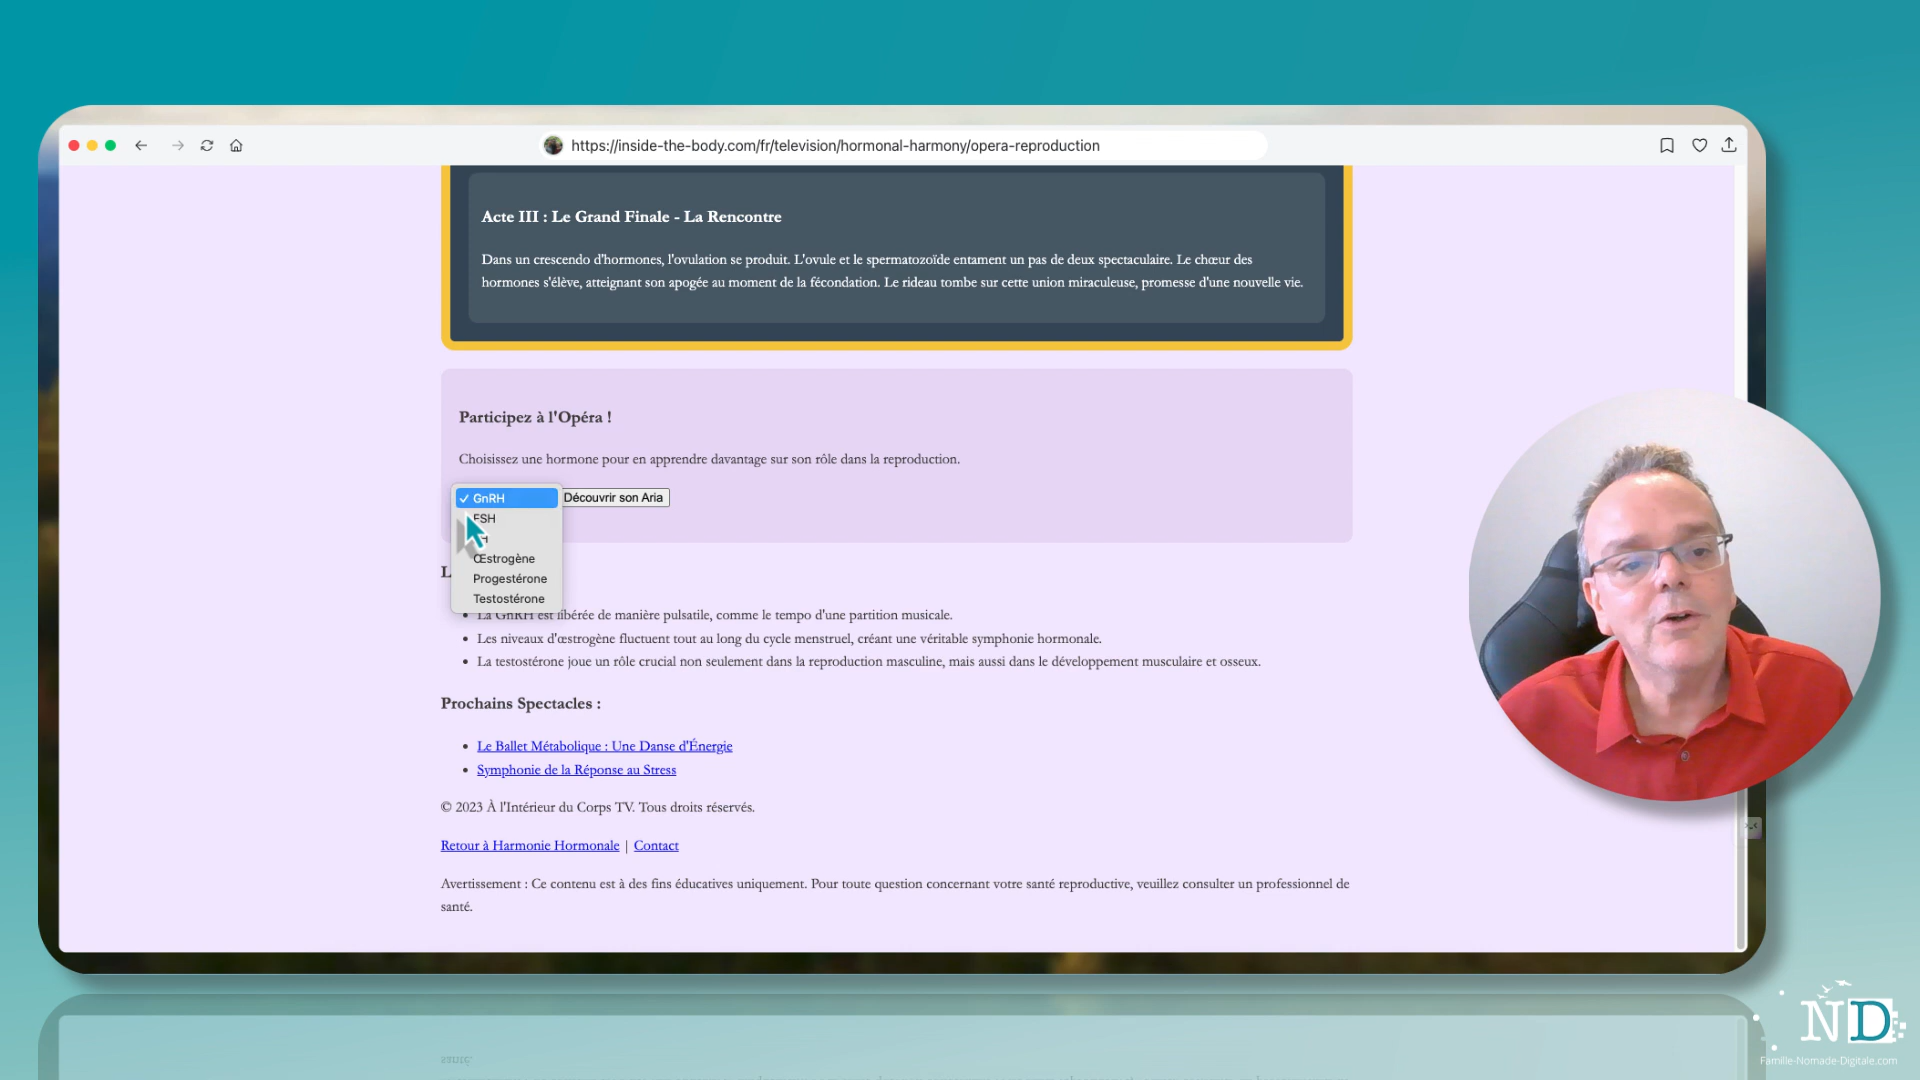 https://inside-the-body.com/fr/television/hormonal-harmony/opera-reproduction
Acte III : Le Grand Finale - La Rencontre
Dans un crescendo d'hormones, l'ovulation se produit. L'ovule et le spermatozoïde entament un pas de deux spectaculaire. Le chœur des
hormones s'élève, atteignant son apogée au moment de la fécondation. Le rideau tombe sur cette union miraculeuse, promesse d'une nouvelle vie.
Participez à l'Opéra !
Choisissez une hormone pour en apprendre davantage sur son rôle dans la reproduction.
✓ GnRH
Découvrir son Aria
FSH
Œstrogène
Progestérone
Testostérone
La GnRH est libérée de manière pulsatile, comme le tempo d'une partition musicale.
Les niveaux d'œstrogène fluctuent tout au long du cycle menstruel, créant une véritable symphonie hormonale.
La testostérone joue un rôle crucial non seulement dans la reproduction masculine, mais aussi dans le développement musculaire et osseux.
Prochains Spectacles :
Le Ballet Métabolique : Une Danse d'Énergie
Symphonie de la Réponse au Stress
© 2023 À l'Intérieur du Corps TV. Tous droits réservés.
Retour à Harmonie Hormonale | Contact
Avertissement : Ce contenu est à des fins éducatives uniquement. Pour toute question concernant votre santé reproductive, veuillez consulter un professionnel de
santé.
ND
Famille-Nomade-Digitale.com